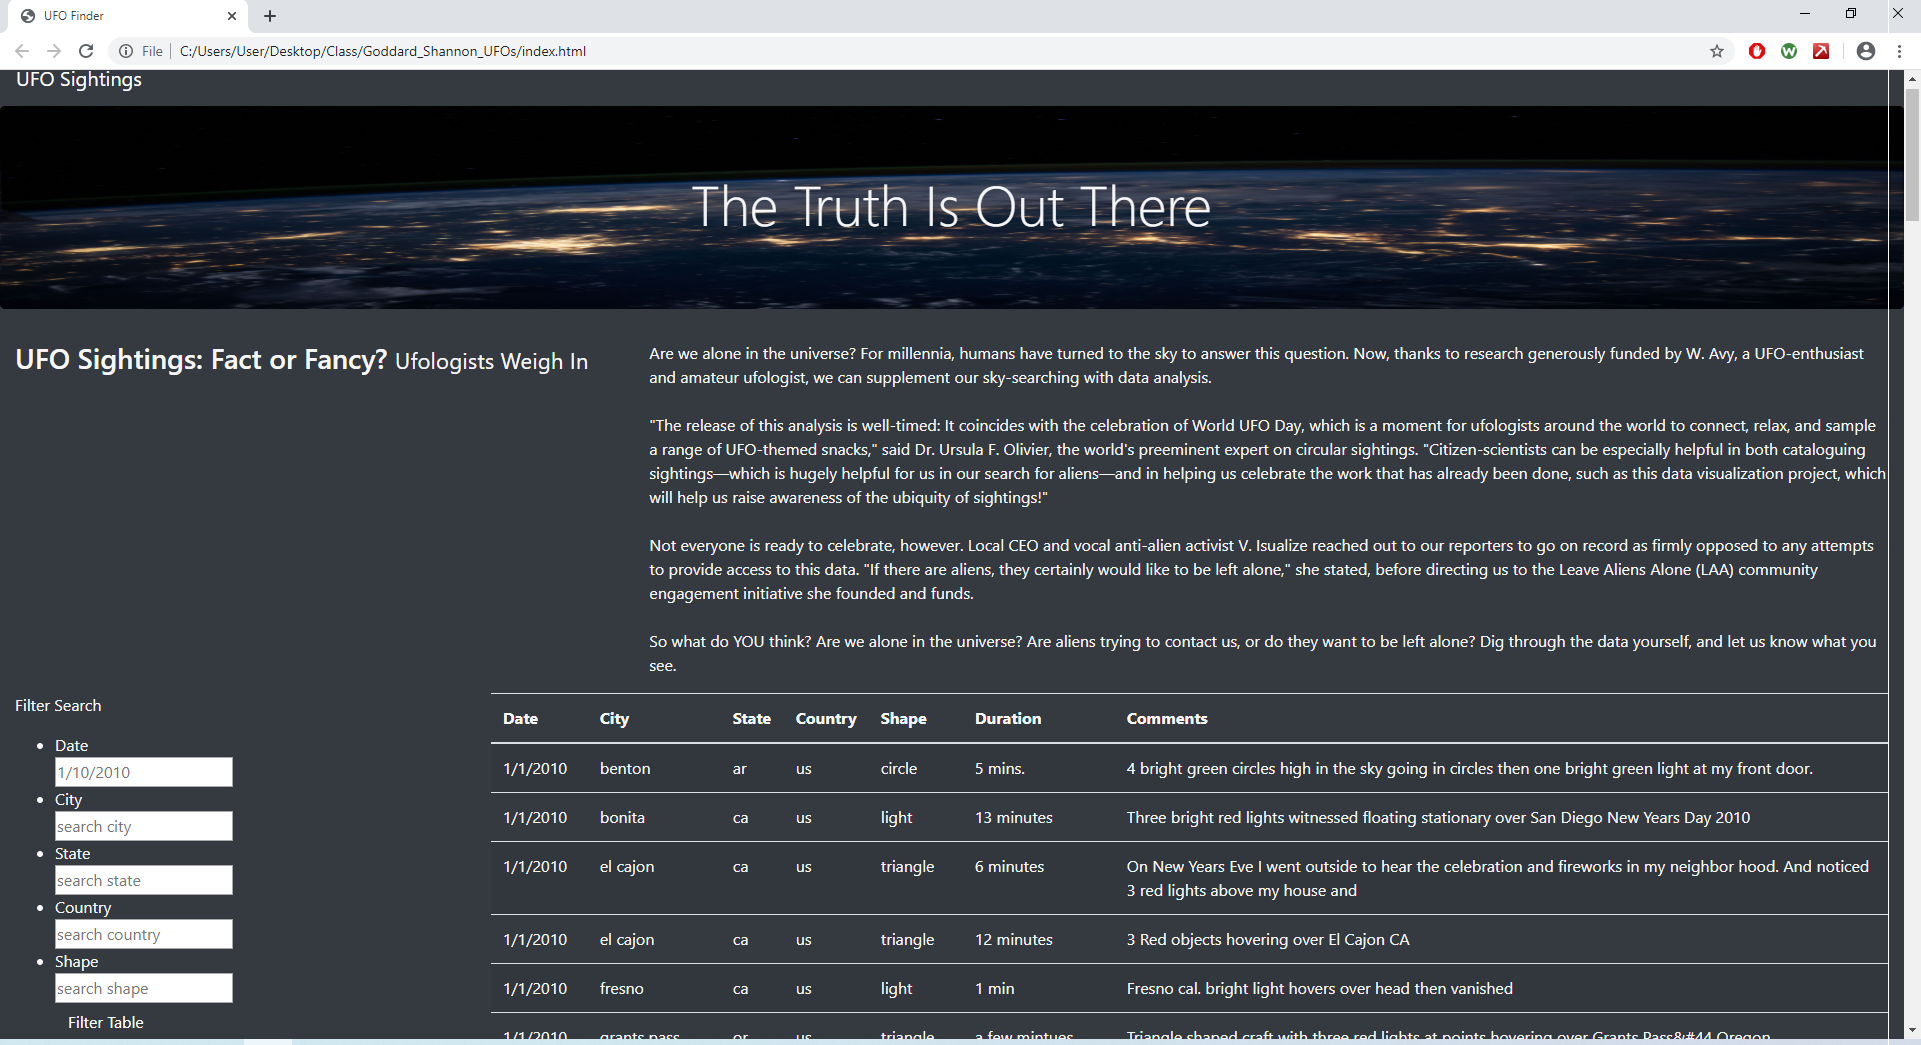 UFO Finder
File
C:/Users/User/Desktop/Class/Goddard_Shannon_UFOs/index.html
UFO Sightings
The Truth Is Out There
UFO Sightings: Fact or Fancy? Ufologists Weigh In
Are we alone in the universe? For millennia, humans have turned to the sky to answer this question. Now, thanks to research generously funded by W. Avy, a UFO-enthusiast
and amateur ufologist, we can supplement our sky-searching with data analysis.
"The release of this analysis is well-timed: It coincides with the celebration of World UFO Day, which is a moment for ufologists around the world to connect, relax, and sample
a range of UFO-themed snacks," said Dr. Ursula F. Olivier, the world's preeminent expert on circular sightings. "Citizen-scientists can be especially helpful in both cataloguing
sightings—which is hugely helpful for us in our search for aliens—and in helping us celebrate the work that has already been done, such as this data visualization project, which
will help us raise awareness of the ubiquity of sightings!"
Not everyone is ready to celebrate, however. Local CEO and vocal anti-alien activist V. Isualize reached out to our reporters to go on record as firmly opposed to any attempts
to provide access to this data. "If there are aliens, they certainly would like to be left alone," she stated, before directing us to the Leave Aliens Alone (LAA) community
engagement initiative she founded and funds.
So what do YOU think? Are we alone in the universe? Are aliens trying to contact us, or do they want to be left alone? Dig through the data yourself, and let us know what you
see.
Filter Search
Date
1/10/2010
City
search city
State
search state
Country
search country
Shape
search shape
Filter Table
Date City State Country Shape Duration Comments
1/1/2010 benton ar us circle 5 mins. 4 bright green circles high in the sky going in circles then one bright green light at my front door.
1/1/2010 bonita ca us light 13 minutes Three bright red lights witnessed floating stationary over San Diego New Years Day 2010
1/1/2010 el cajon ca us triangle 6 minutes On New Years Eve I went outside to hear the celebration and fireworks in my neighbor hood. And noticed
3 red lights above my house and
1/1/2010 el cajon ca us triangle 12 minutes 3 Red objects hovering over El Cajon CA
1/1/2010 fresno ca us light 1 min Fresno cal. bright light hovers over head then vanished
1/1/2010 grants pass or us triangle a few mintues Triangle shaped craft with three red lights at points hovering over Grants Pass&#44 Oregon